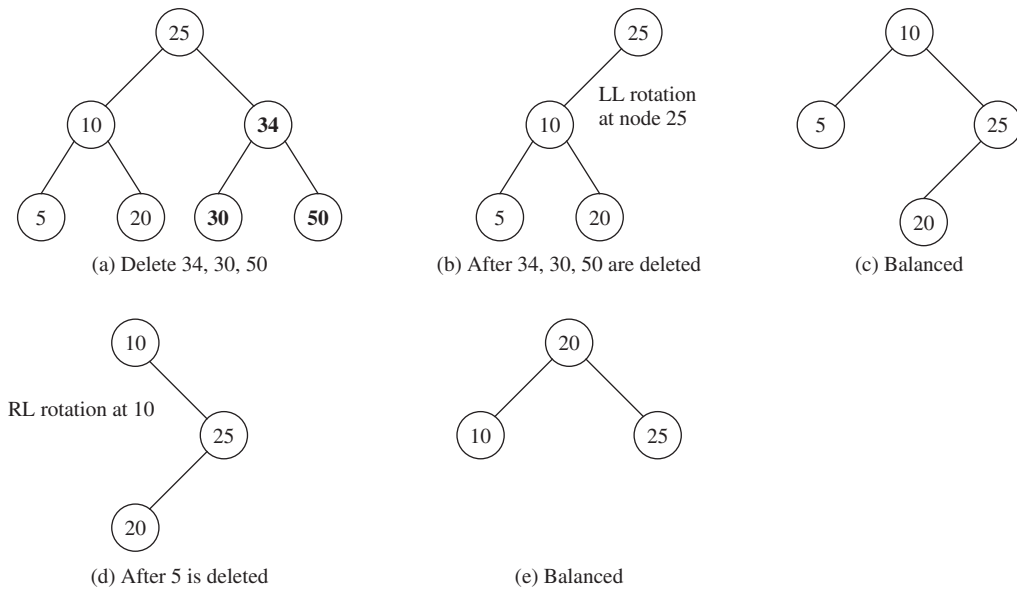 25
10
34
5
20
30
50
(a) Delete 34, 30, 50
25
LL rotation
at node 25
10
5
20
(b) After 34, 30, 50 are deleted
10
5
25
20
(c) Balanced
10
RL rotation at 10
25
20
(d) After 5 is deleted
20
10
25
(e) Balanced